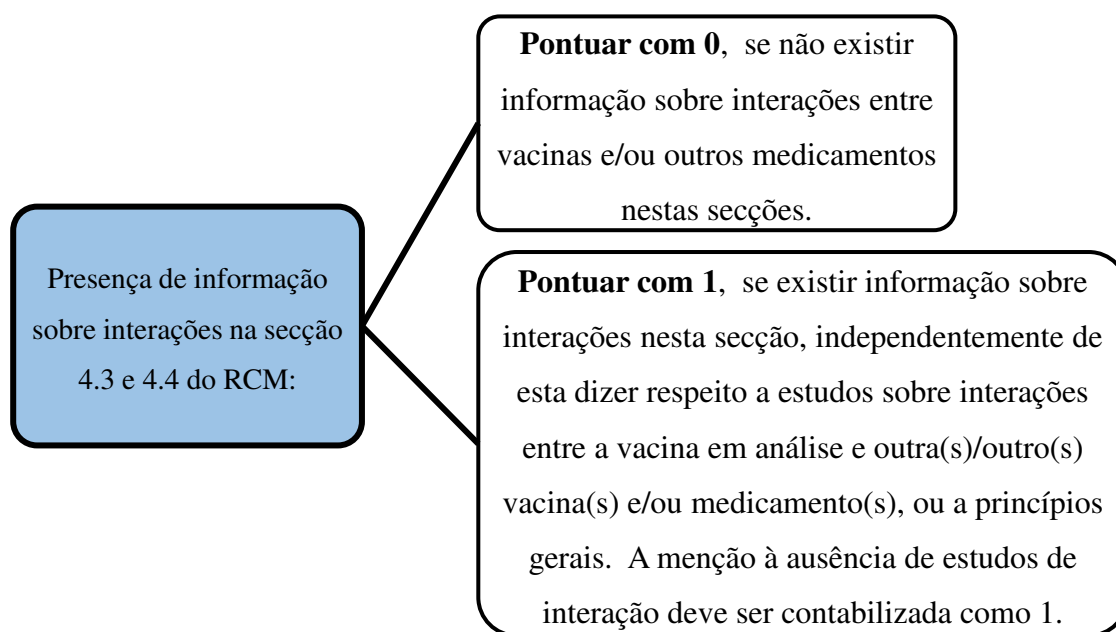 Presença de informação
sobre interações na secção
4.3 e 4.4 do RCM:
Pontuar com 0, se não existir
informação sobre interações entre
vacinas e/ou outros medicamentos
nestas secções.
Pontuar com 1, se existir informação sobre
interações nesta secção, independentemente de
esta dizer respeito a estudos sobre interações
entre a vacina em análise e outra(s)/outro(s)
vacina(s) e/ou medicamento(s), ou a princípios
gerais. A menção à ausência de estudos de
interação deve ser contabilizada como 1.